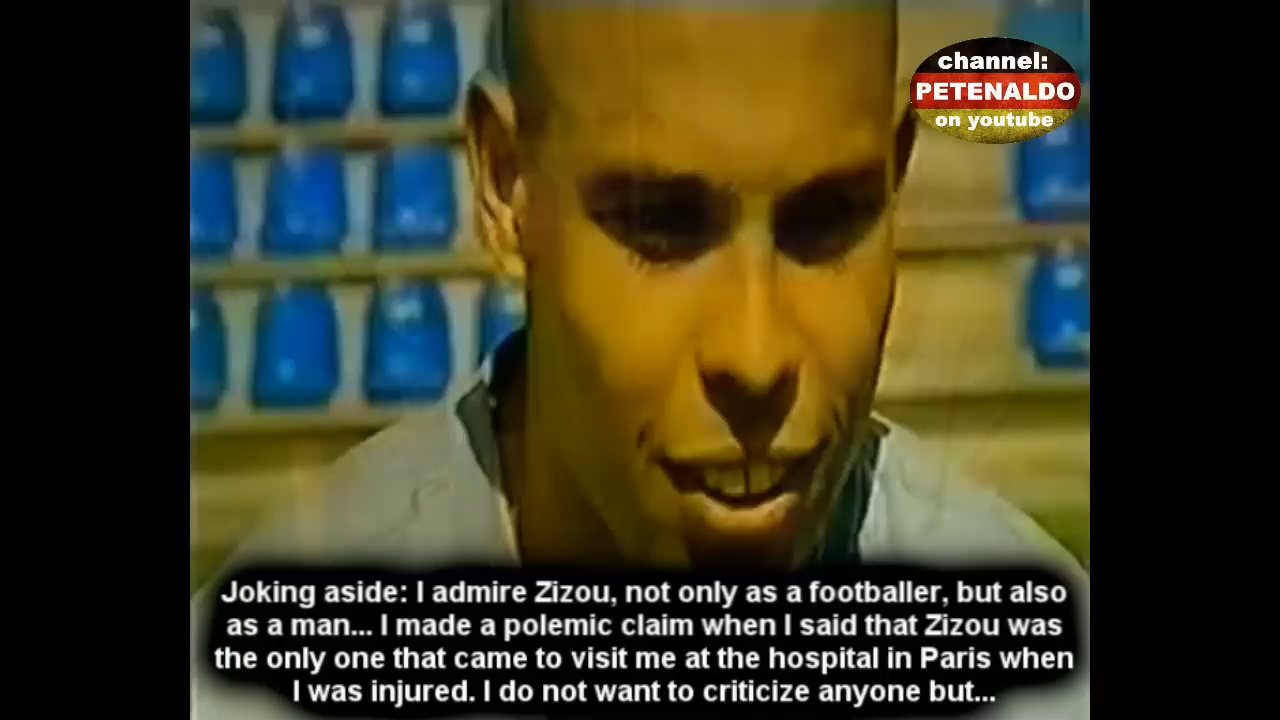 channel:
PETENALDO
on youtube
Joking aside: I admire Zizou, not only as a footballer, but also
as a man... I made a polemic claim when I said that Zizou was
the only one that came to visit me at the hospital in Paris when
I was injured. I do not want to criticize anyone but...